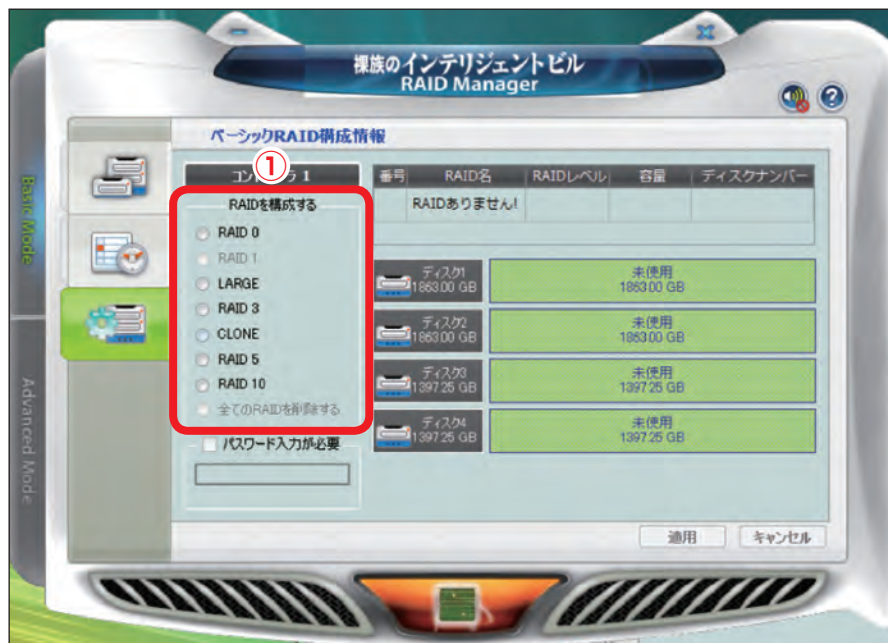 裸族のインテリジェントビル
RAID Manager
ベーシックRAID構成情報
Basic Mode
Advanced Mode
①
RAIDを構成する
RAID 0
RAID 1
LARGE
RAID 3
CLONE
RAID 5
RAID 10
全てのRAIDを削除する
パスワード入力が必要
番号 RAID名 RAIDレベル 容量 ディスクナンバー
RAIDありません!
ディスク1
1863.00 GB
未使用
1863.00 GB
ディスク2
1863.00 GB
未使用
1863.00 GB
ディスク3
1397.25 GB
未使用
1397.25 GB
ディスク4
1397.25 GB
未使用
1397.25 GB
適用 キャンセル